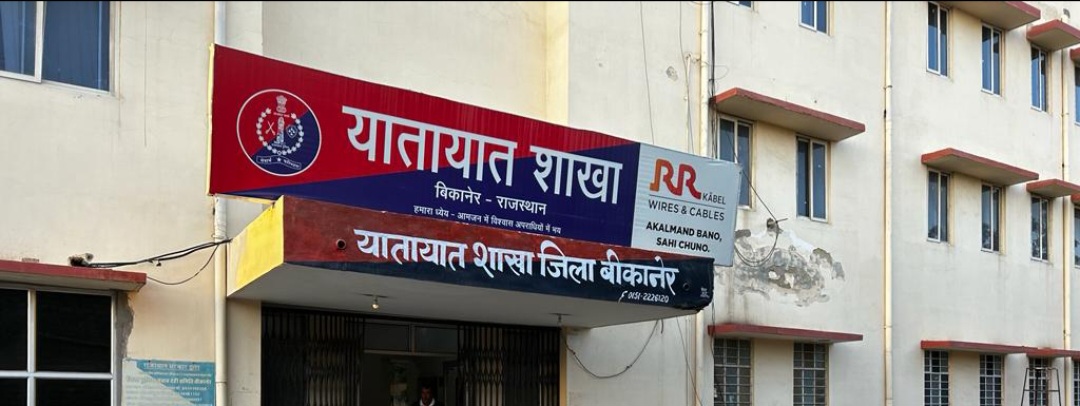 यातायात शाखा
बिकानेर - राजस्थान
हमारा ध्येय - आमजन में विश्वास अपराधियों में भय
RR KABEL
WIRES & CABLES
AKALMAND BANO,
SAHI CHUNO.
यातायात शाखा जिला बीकानेर
0151-2226120